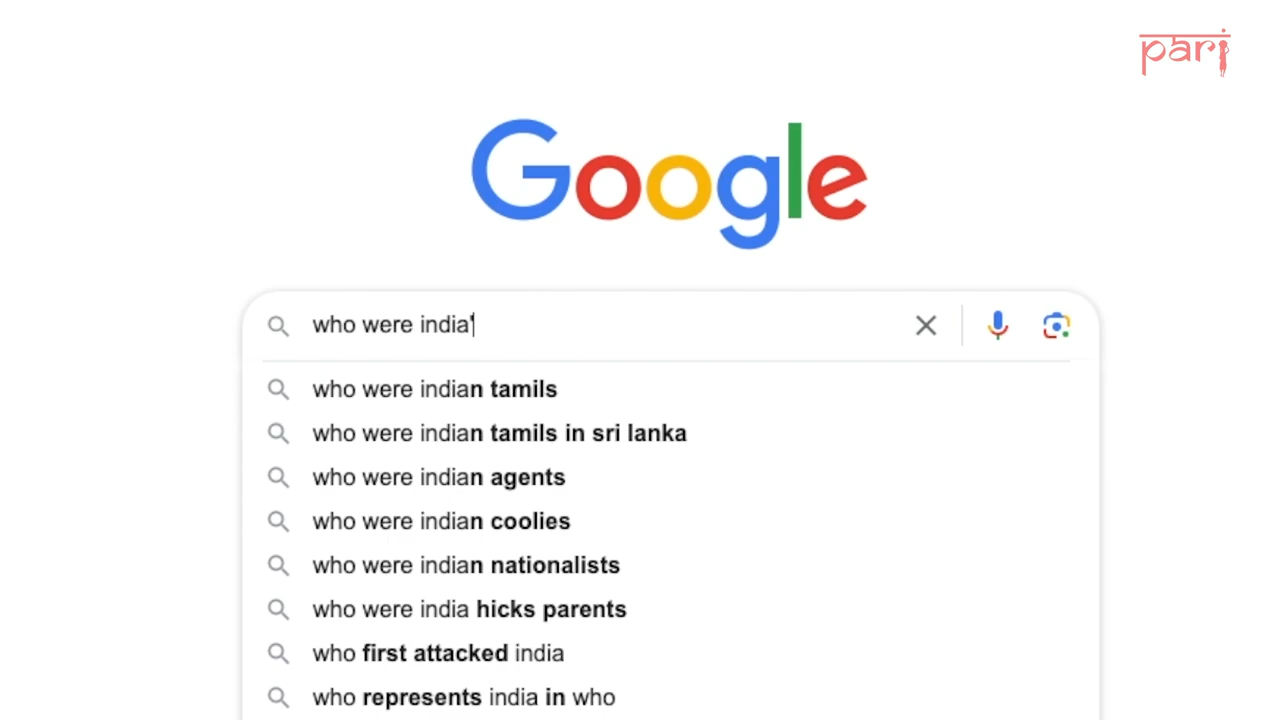 pari
Google
who were india'
who were indian tamils
who were indian tamils in sri lanka
who were indian agents
who were indian coolies
who were indian nationalists
who were india hicks parents
who first attacked india
who represents india in who